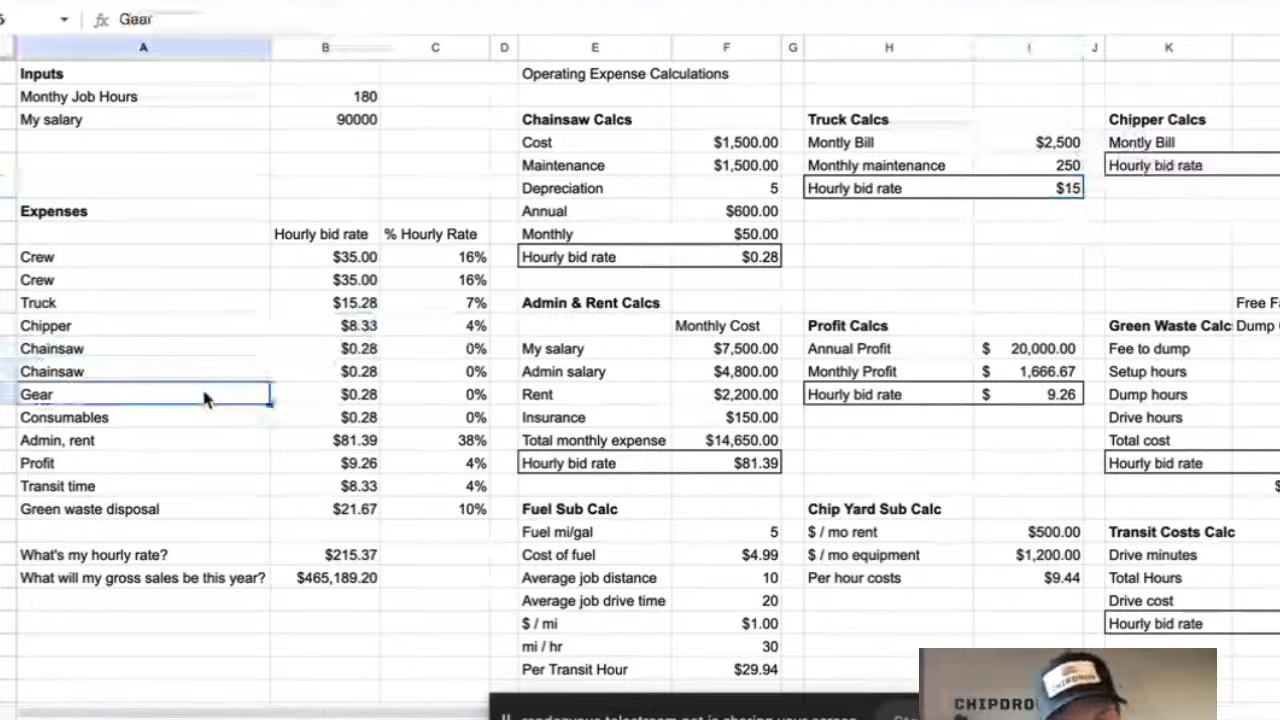 fx Gear
A B C D E F G H I J K
Inputs Operating Expense Calculations
Monthy Job Hours 180
My salary 90000 Chainsaw Calcs Truck Calcs Chipper Calcs
Cost $1,500.00 Montly Bill $2,500 Montly Bill
Maintenance $1,500.00 Monthly maintenance 250 Hourly bid rate
Depreciation 5 Hourly bid rate $15
Expenses Annual $600.00
Hourly bid rate % Hourly Rate Monthly $50.00
Crew $35.00 16% Hourly bid rate $0.28
Crew $35.00 16%
Truck $15.28 7% Admin & Rent Calcs Free
Chipper $8.33 4% Monthly Cost Profit Calcs Green Waste Calc Dump
Chainsaw $0.28 0% My salary $7,500.00 Annual Profit $ 20,000.00 Fee to dump
Chainsaw $0.28 0% Admin salary $4,800.00 Monthly Profit $ 1,666.67 Setup hours
Gear $0.28 0% Rent $2,200.00 Hourly bid rate $ 9.26 Dump hours
Consumables $0.28 0% Insurance $150.00 Drive hours
Admin, rent $81.39 38% Total monthly expense $14,650.00 Total cost
Profit $9.26 4% Hourly bid rate $81.39 Hourly bid rate
Transit time $8.33 4% $
Green waste disposal $21.67 10% Fuel Sub Calc Chip Yard Sub Calc
Fuel mi/gal 5 $ / mo rent $500.00 Transit Costs Calc
What's my hourly rate? $215.37 Cost of fuel $4.99 $ / mo equipment $1,200.00 Drive minutes
What will my gross sales be this year? $465,189.20 Average job distance 10 Per hour costs $9.44 Total Hours
Average job drive time 20 Drive cost
$ / mi $1.00 Hourly bid rate
mi / hr 30
Per Transit Hour $29.94
CHIPDRO